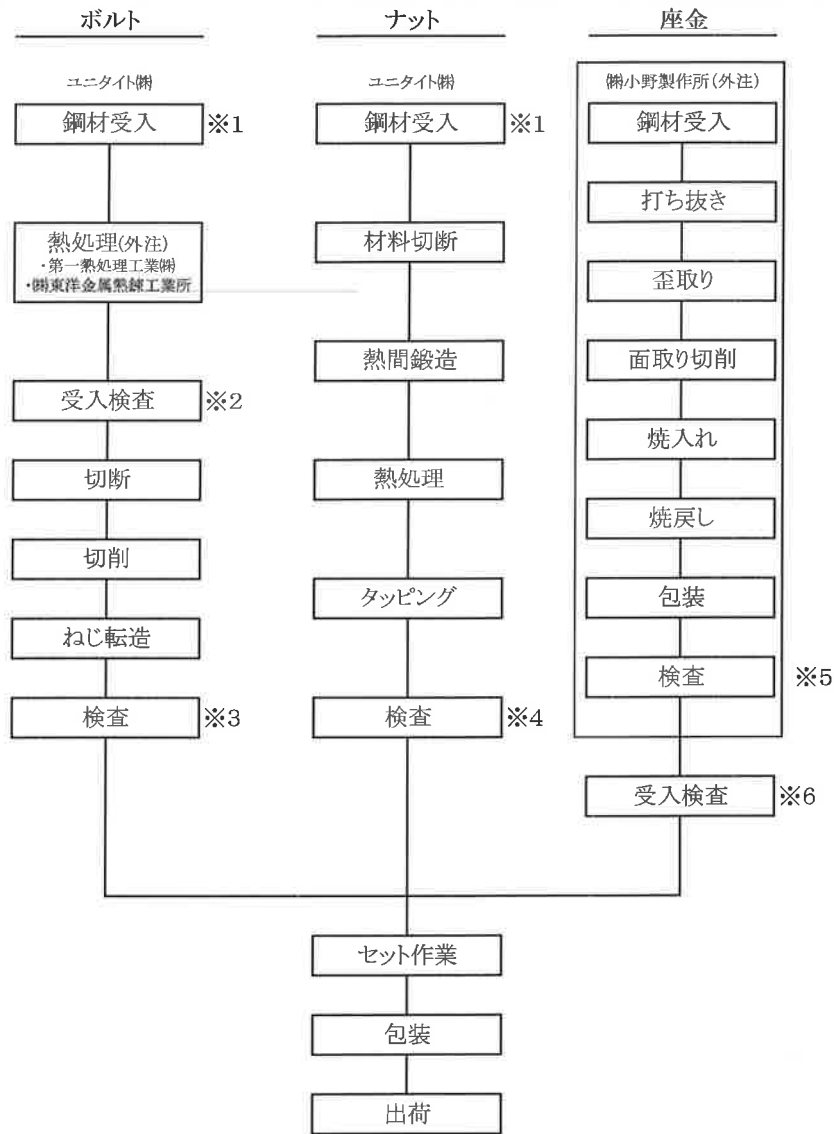 ボルト
ユニタイト㈱
鋼材受入 ※1
熱処理(外注)
・第一熱処理工業㈱
・㈱東洋金属熱錬工業所
受入検査 ※2
切断
切削
ねじ転造
検査 ※3
ナット
ユニタイト㈱
鋼材受入 ※1
材料切断
熱間鍛造
熱処理
タッピング
検査 ※4
座金
㈱小野製作所(外注)
鋼材受入
打ち抜き
歪取り
面取り切削
焼入れ
焼戻し
包装
検査 ※5
受入検査 ※6
セット作業
包装
出荷